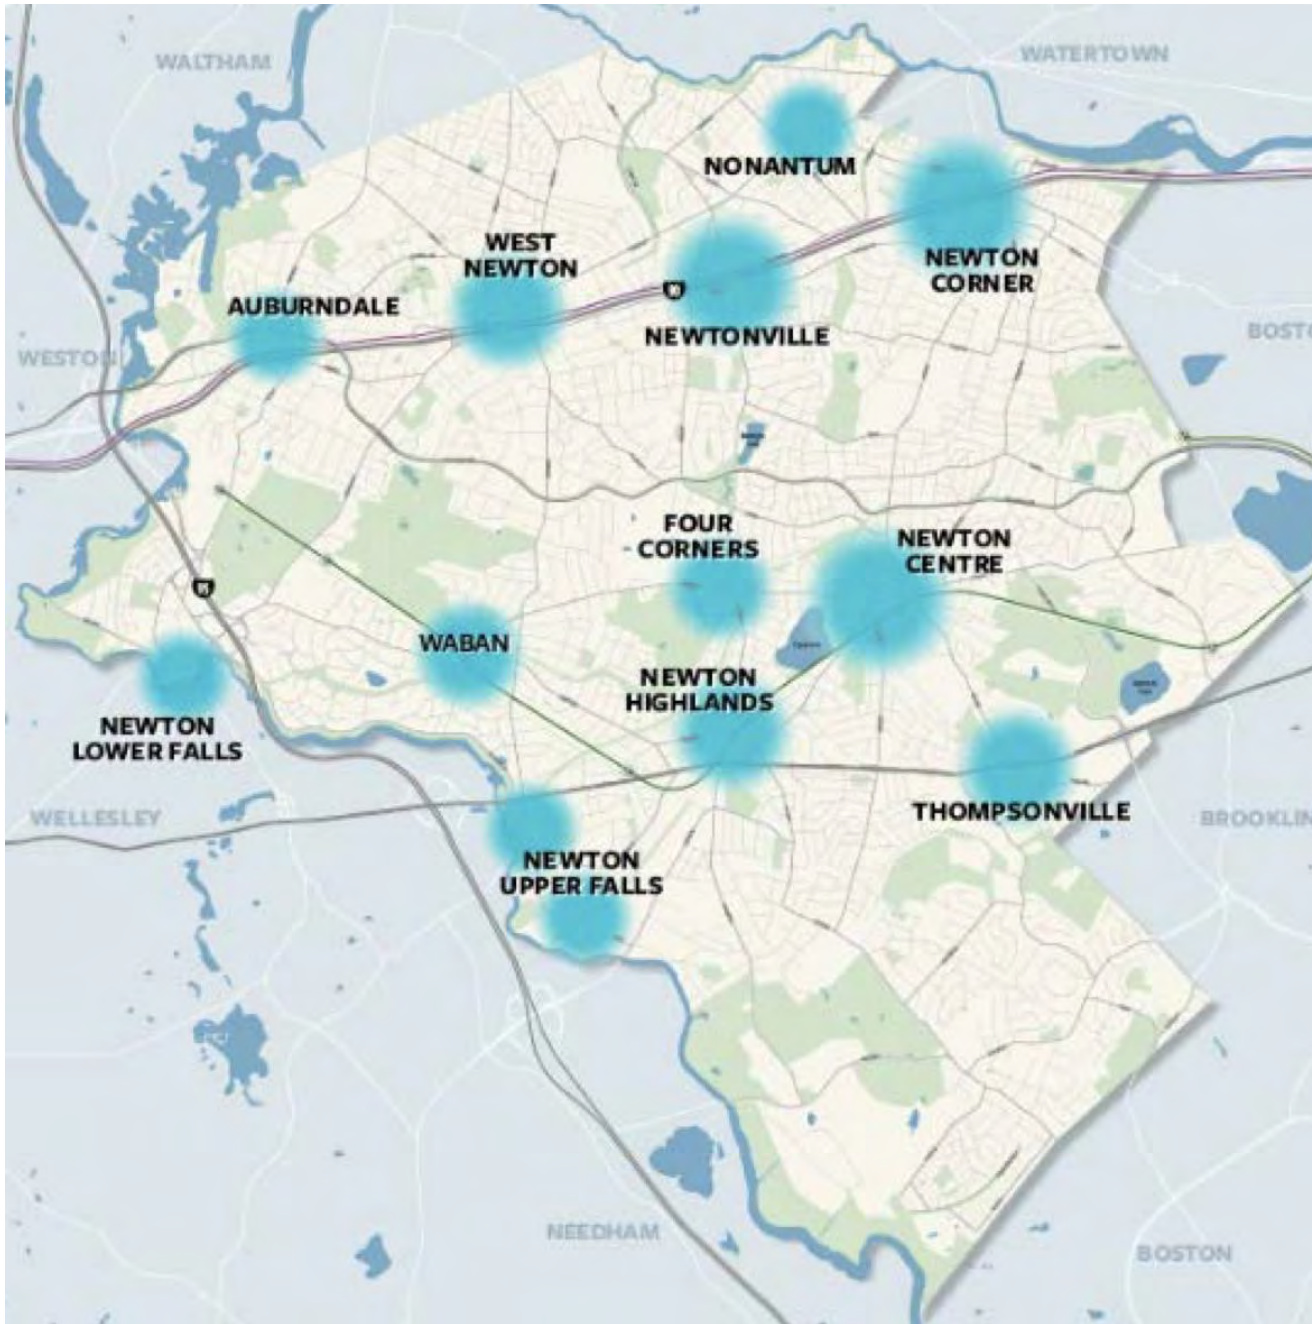 WALTHAM
WATERTOWN
NONANTUM
WEST
NEWTON
NEWTON
CORNER
AUBURNDALE
90
NEWTONVILLE
WESTON
BOSTO
FOUR
CORNERS
NEWTON
CENTRE
WABAN
NEWTON
HIGHLANDS
NEWTON
LOWER FALLS
WELLESLEY
THOMPSONVILLE
BROOKLIN
NEWTON
UPPER FALLS
NEEDHAM
BOSTON